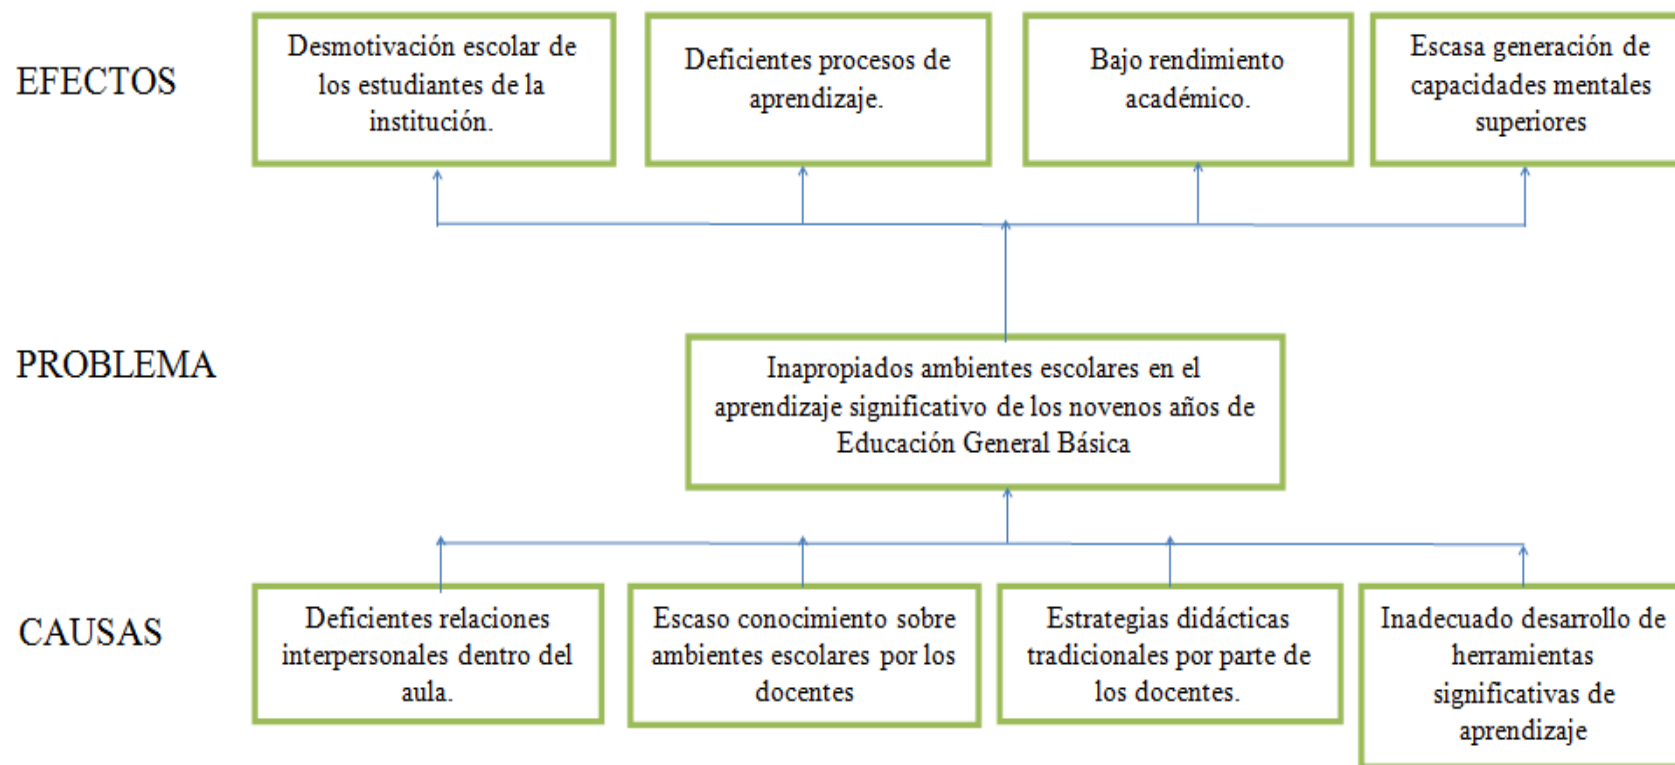 EFECTOS
Desmotivación escolar de
los estudiantes de la
institución.
Deficientes procesos de
aprendizaje.
Bajo rendimiento
académico.
Escasa generación de
capacidades mentales
superiores
PROBLEMA
Inapropiados ambientes escolares en el
aprendizaje significativo de los novenos años de
Educación General Básica
CAUSAS
Deficientes relaciones
interpersonales dentro del
aula.
Escaso conocimiento sobre
ambientes escolares por los
docentes
Estrategias didácticas
tradicionales por parte de
los docentes.
Inadecuado desarrollo de
herramientas
significativas de
aprendizaje